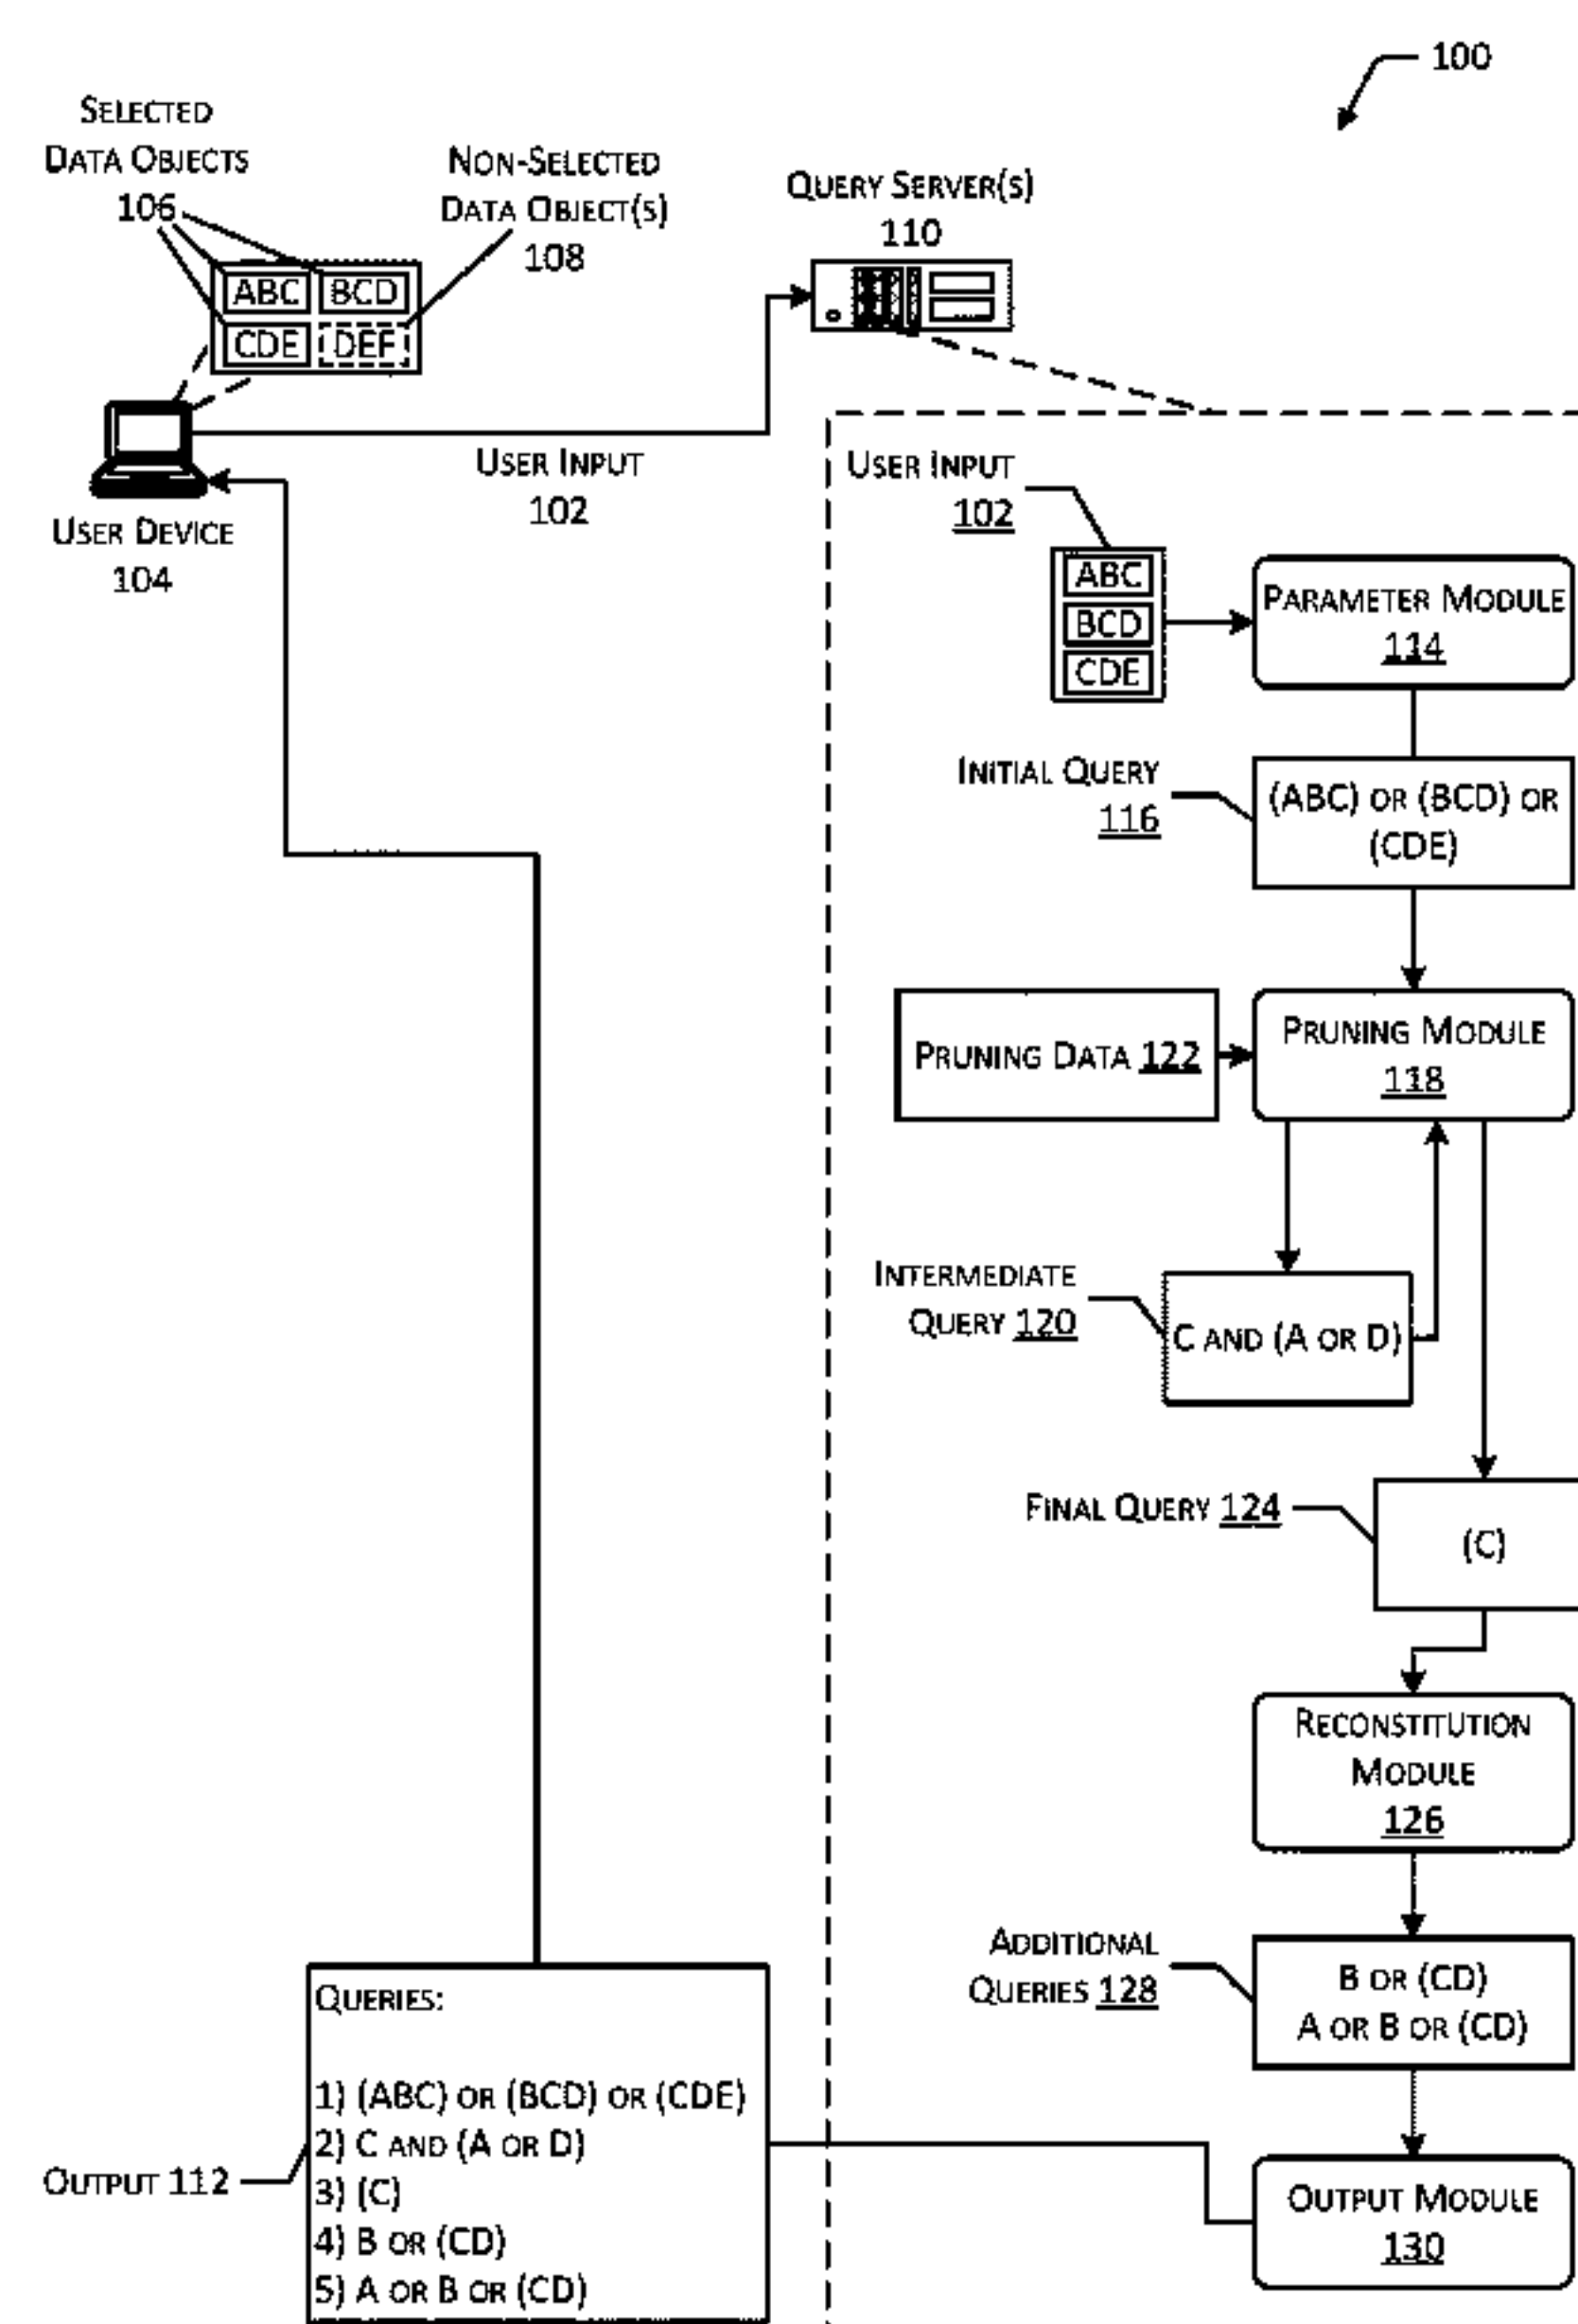 100
SELECTED
DATA OBJECTS
106
NON-SELECTED
DATA OBJECT(S)
108
QUERY SERVER(S)
110
ABC
BCD
CDE
DEF
USER INPUT
102
USER DEVICE
104
USER INPUT
102
ABC
BCD
CDE
PARAMETER MODULE
114
INITIAL QUERY
116
(ABC) OR (BCD) OR
(CDE)
PRUNING DATA 122
PRUNING MODULE
118
INTERMEDIATE
QUERY 120
C AND (A OR D)
FINAL QUERY 124
(C)
RECONSTITUTION
MODULE
126
ADDITIONAL
QUERIES 128
B OR (CD)
A OR B OR (CD)
OUTPUT MODULE
130
OUTPUT 112
QUERIES:
1) (ABC) OR (BCD) OR (CDE)
2) C AND (A OR D)
3) (C)
4) B OR (CD)
5) A OR B OR (CD)